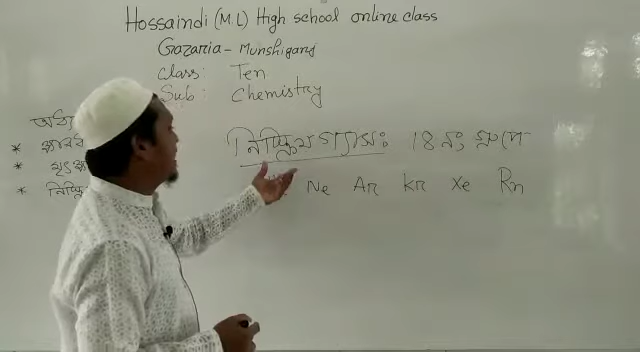 Hossaindi (M.L) High school online class
Gazaria - Munshiganj
Class: Ten
Sub: Chemistry
নিষ্ক্রিয় গ্যাসঃ 18 নং গ্রুপে
Ne Ar Kr Xe Rn